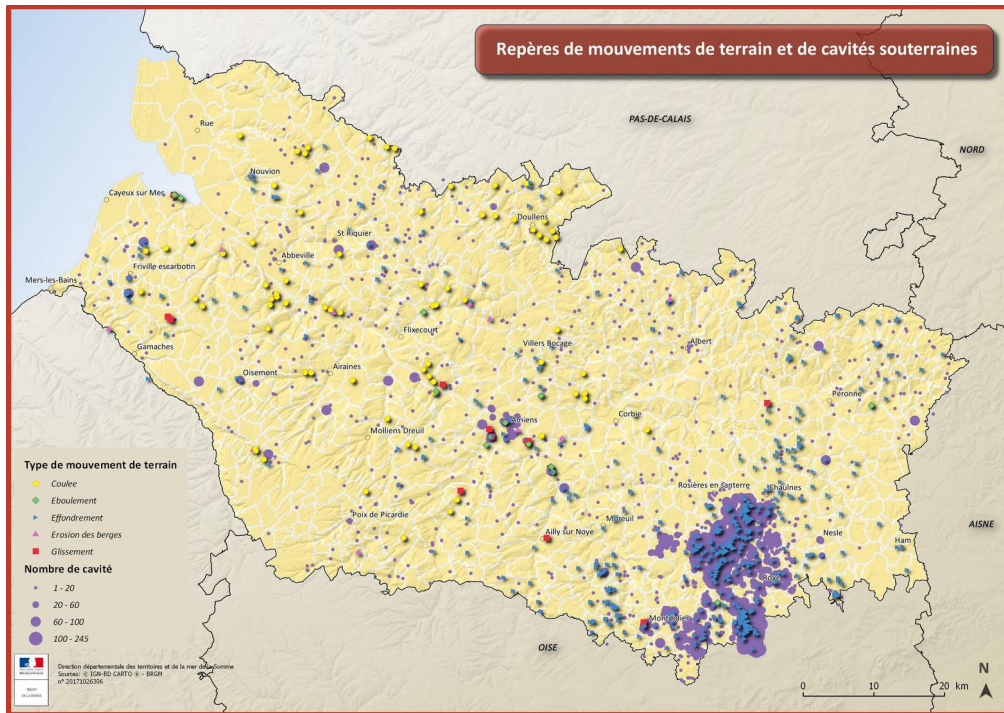 Repères de mouvements de terrain et de cavités souterraines
PAS-DE-CALAIS
NORD
Rue
Nouvion
Cayeux sur Mer
Doullens
St Riquier
Abbeville
Friville escarbotin
Mers-les-Bains
Gamaches
Flixecourt
Villers Bocage
Albert
Oisemont
Airaines
Péronne
Corbie
Amiens
Molliens Dreuil
Rosières en Santerre
Chaulnes
Poix de Picardie
Moreuil
Ailly sur Noye
Nesle
Ham
AISNE
Roye
Montdidier
OISE
Type de mouvement de terrain
Coulee
Eboulement
Effondrement
Erosion des berges
Glissement
Nombre de cavité
1 - 20
20 - 60
60 - 100
100 - 245
PRÉFET
DE LA SOMME
Direction départementale des territoires et de la mer de la Somme
Sources: © IGN-BD CARTO ® - BRGM
n° 20171026306
N
0 10 20 km